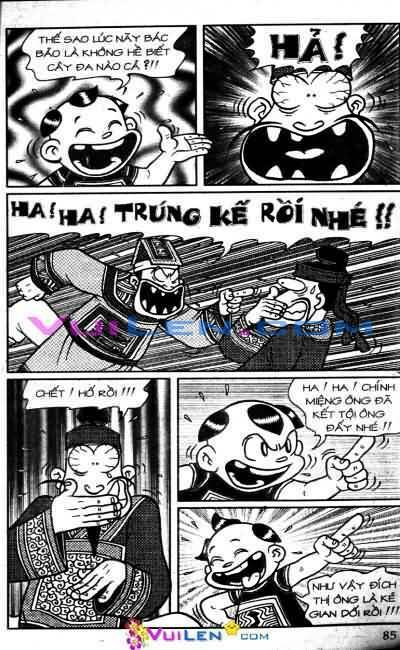 THẾ SAO LÚC NÃY BÁC
BẢO LÀ KHÔNG HỀ BIẾT
CÂY ĐA NÀO CẢ ?!!
HẢ!
HA! HA! TRÚNG KẾ RỒI NHÉ !!
VUILEN.COM
CHẾT ! HỐ RỒI !!!
HA ! HA ! CHÍNH
MIỆNG ÔNG ĐÃ
KẾT TỘI ÔNG
ĐẤY NHÉ !!
NHƯ VẬY ĐÍCH
THỊ ÔNG LÀ KẺ
GIAN DỐI RỒI !!!
85
VUILEN.COM